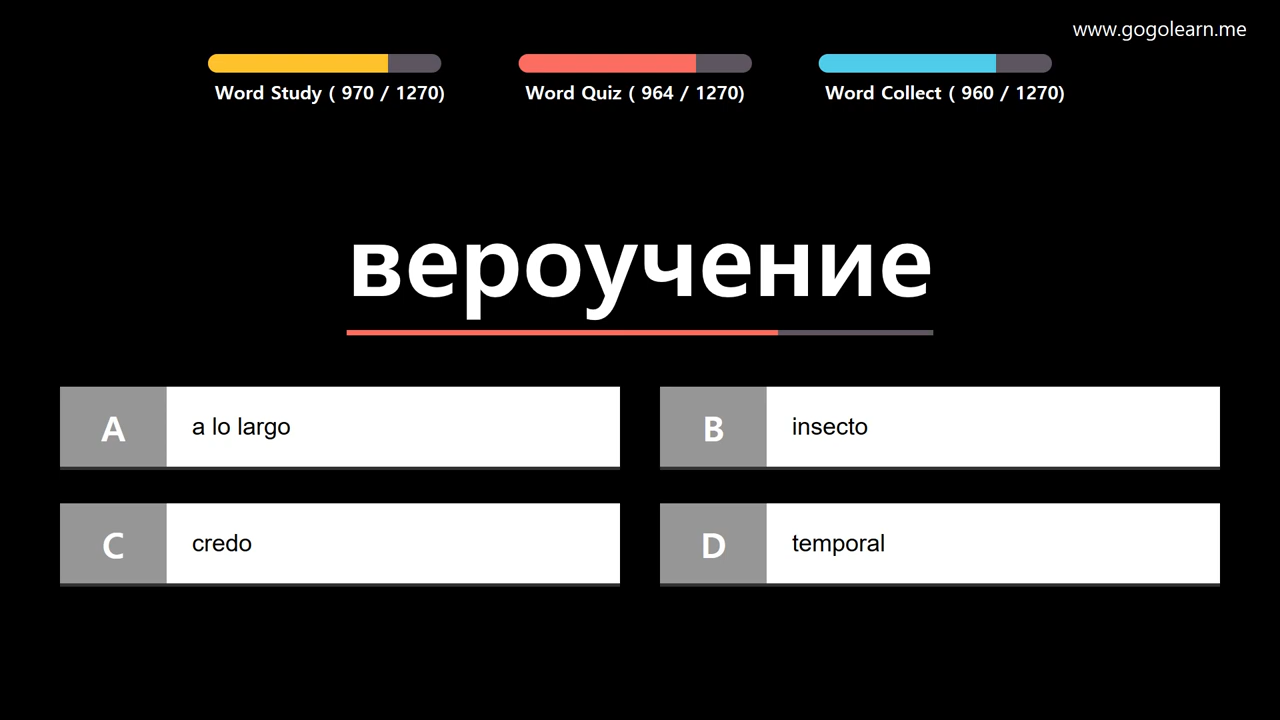 www.gogolearn.me
Word Study ( 970 / 1270)
Word Quiz ( 964 / 1270)
Word Collect ( 960 / 1270)
вероучение
A
a lo largo
B
insecto
C
credo
D
temporal